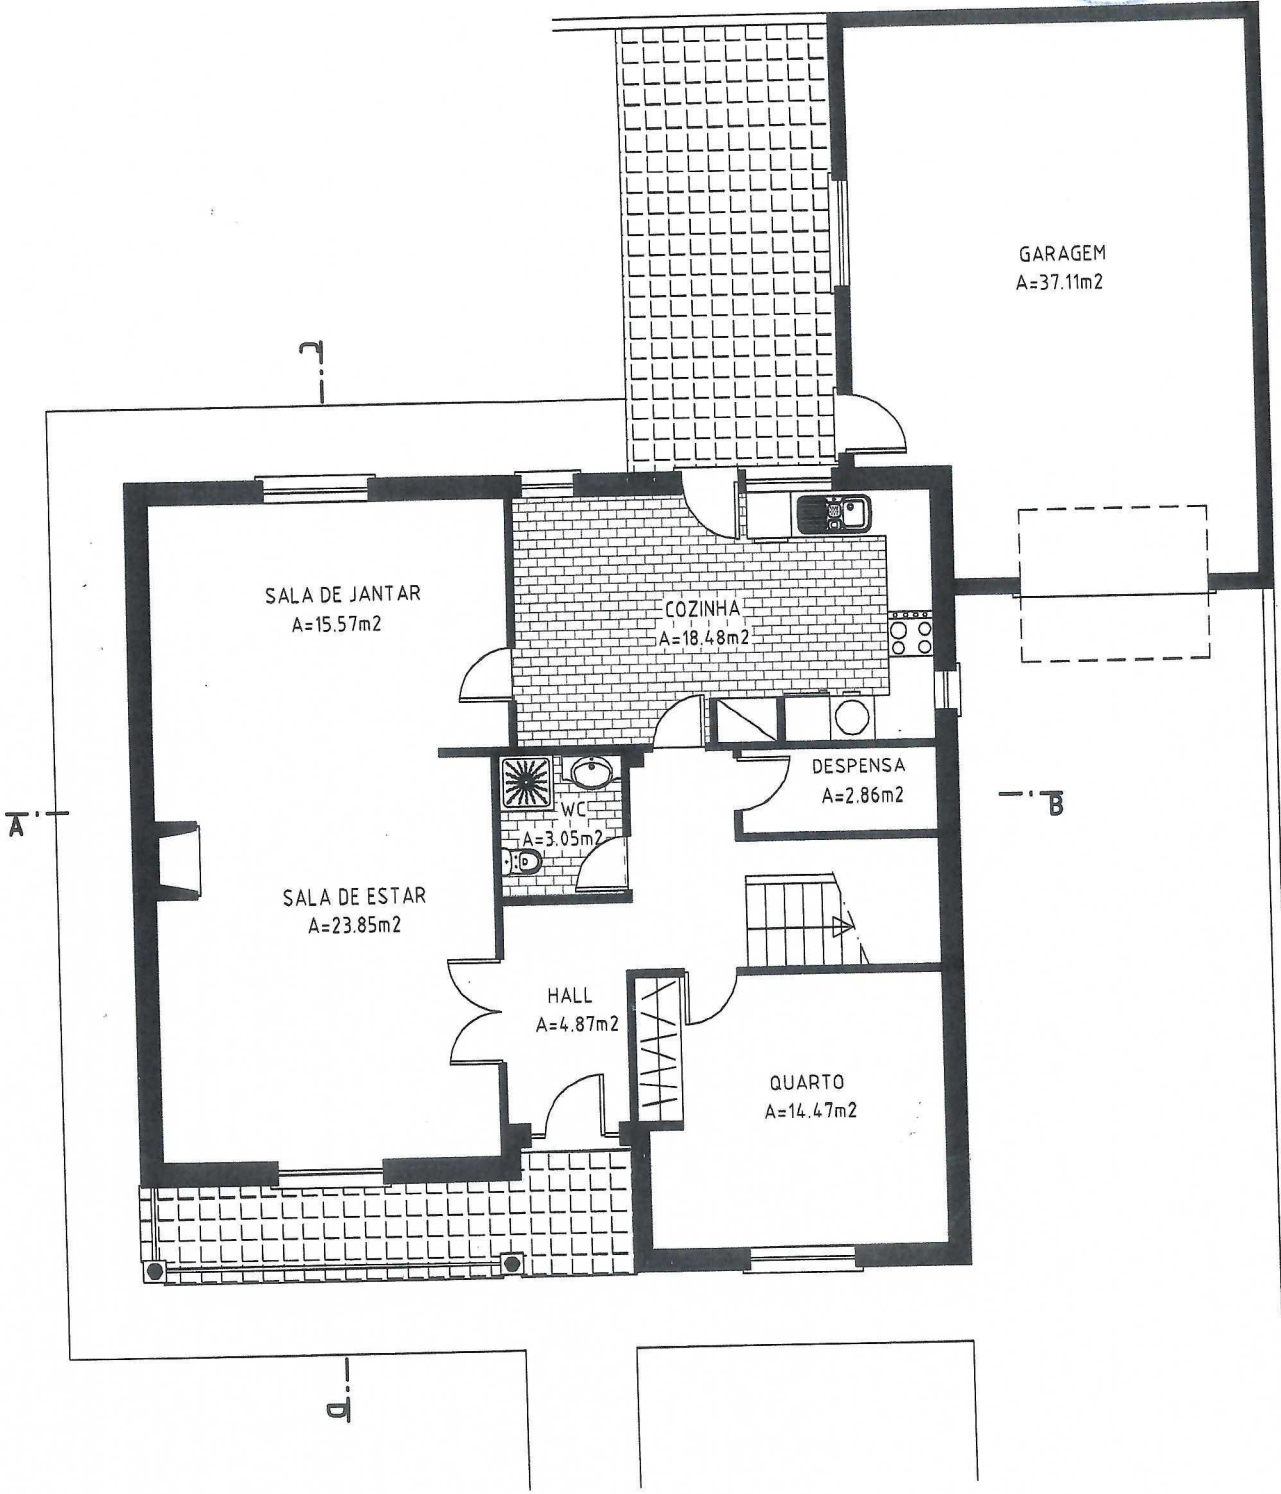 GARAGEM
A=37.11m2
C
SALA DE JANTAR
A=15.57m2
COZINHA
A=18.48m2
DESPENSA
A=2.86m2
A
B
WC
A=3.05m2
SALA DE ESTAR
A=23.85m2
HALL
A=4.87m2
QUARTO
A=14.47m2
D